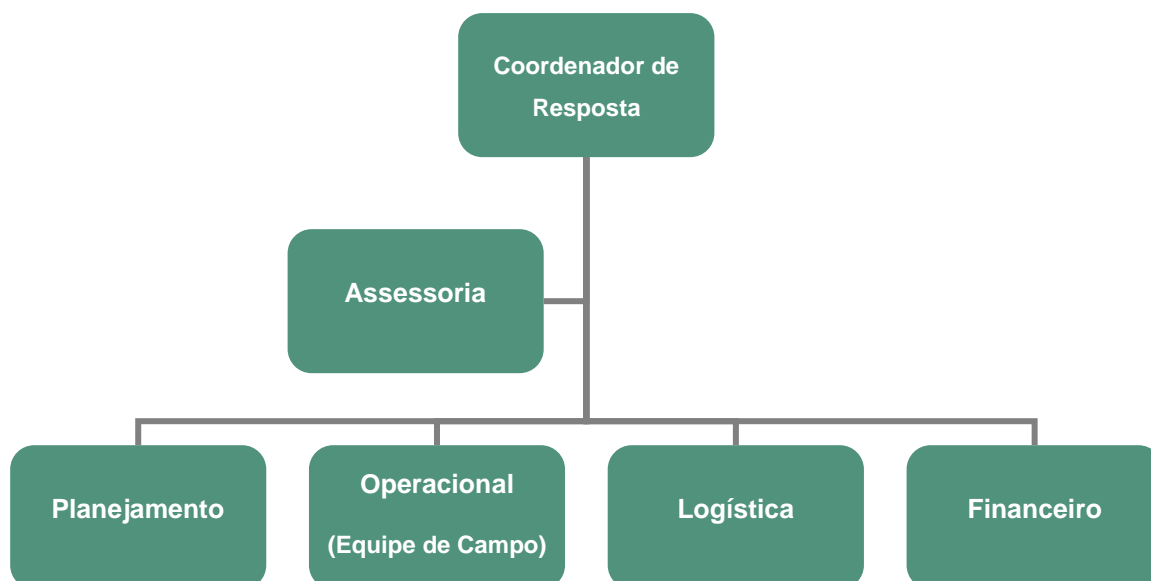 Coordenador de
Resposta
Assessoria
Planejamento
Operacional
(Equipe de Campo)
Logística
Financeiro